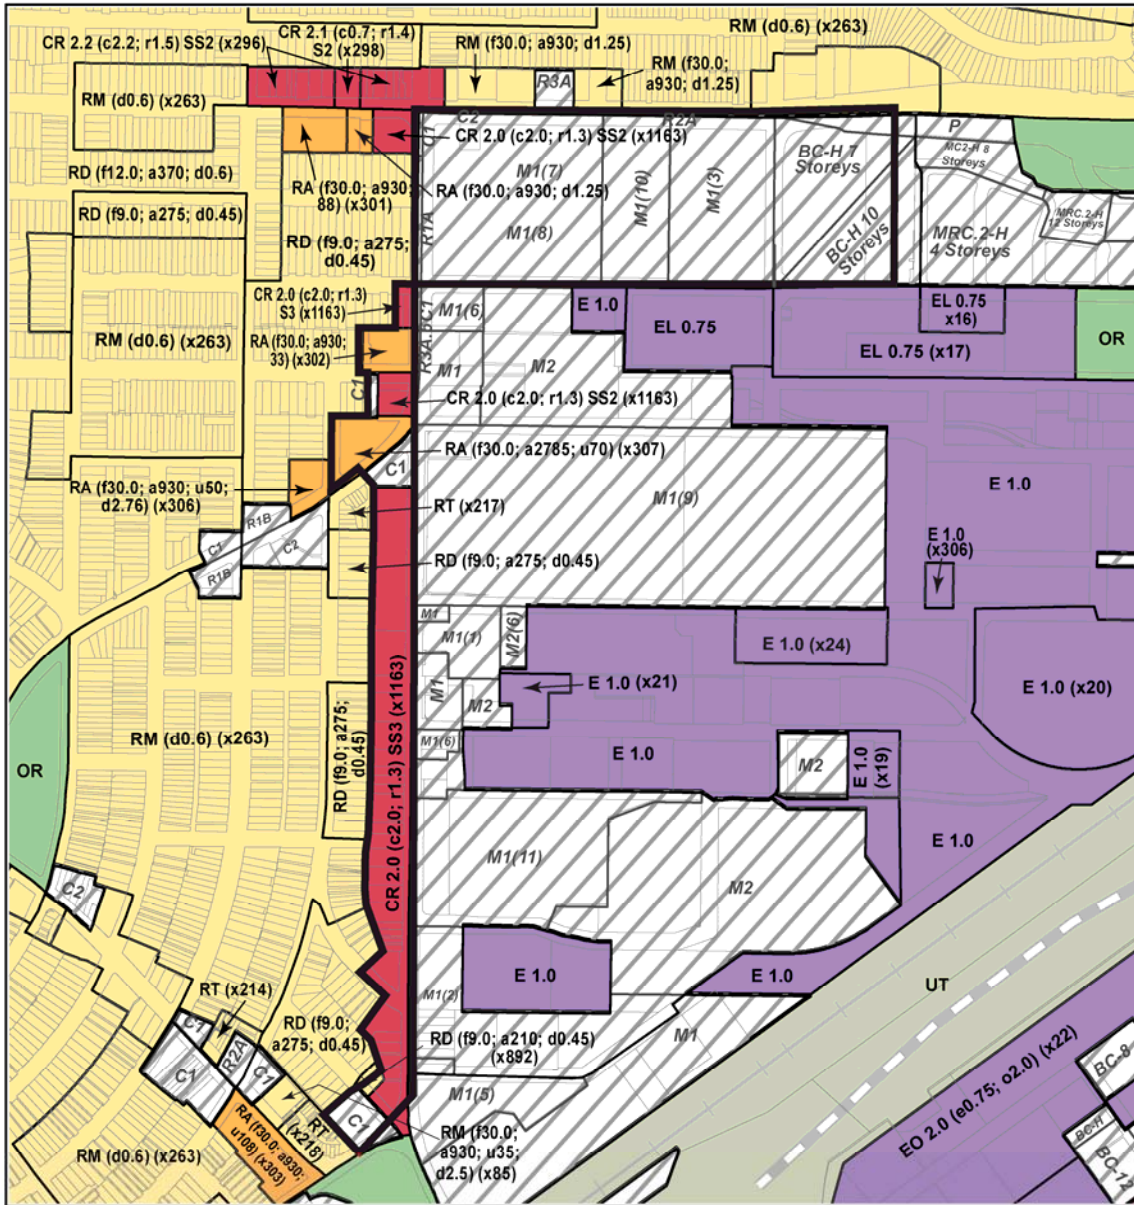 CR 2.2 (c2.2; r1.5) SS2 (x296)
CR 2.1 (c0.7; r1.4)
S2 (x298)
RM (f30.0; a930; d1.25)
RM (d0.6) (x263)
RM (f30.0;
a930; d1.25)
R3A
RM (d0.6) (x263)
C2
R2A
C1
CR 2.0 (c2.0; r1.3) SS2 (x1163)
P
MC2-H 8
Storeys
BC-H 7
Storeys
RD (f12.0; a370; d0.6)
RA (f30.0; a930;
88) (x301)
RA (f30.0; a930; d1.25)
M1(7)
M1(10)
M1(3)
RD (f9.0; a275; d0.45)
R1A
M1(8)
BC-H 10
Storeys
MRC.2-H
12 Storeys
MRC.2-H
4 Storeys
RD (f9.0; a275;
d0.45)
CR 2.0 (c2.0; r1.3)
S3 (x1163)
R3A.5
C1
M1(6)
E 1.0
EL 0.75
EL 0.75
x16)
EL 0.75 (x17)
OR
RM (d0.6) (x263)
RA (f30.0; a930;
33) (x302)
M1
M2
C1
CR 2.0 (c2.0; r1.3) SS2 (x1163)
RA (f30.0; a2785; u70) (x307)
C1
RA (f30.0; a930; u50;
d2.76) (x306)
M1(9)
E 1.0
RT (x217)
R1B
C2
C1
R1B
RD (f9.0; a275; d0.45)
E 1.0
(x306)
M1
M1(1)
M2(6)
E 1.0 (x24)
M1
M2
E 1.0 (x21)
E 1.0 (x20)
RM (d0.6) (x263)
RD (f9.0; a275;
d0.45)
CR 2.0 (c2.0; r1.3) SS3 (x1163)
OR
M1(6)
E 1.0
M2
E 1.0
(x19)
E 1.0
M1(11)
M2
C2
E 1.0
E 1.0
UT
M1(2)
RT (x214)
RD (f9.0;
a275; d0.45)
RD (f9.0; a210; d0.45)
(x892)
M1
C1
R2A
C1
C1
M1(5)
EO 2.0 (e0.75; o2.0) (x22)
BC-8
BC-H
BC-12
RT
(x218)
C1
RM (f30.0;
a930; u35;
d2.5) (x85)
RA (f30.0; a930;
u108) (x303)
RM (d0.6) (x263)